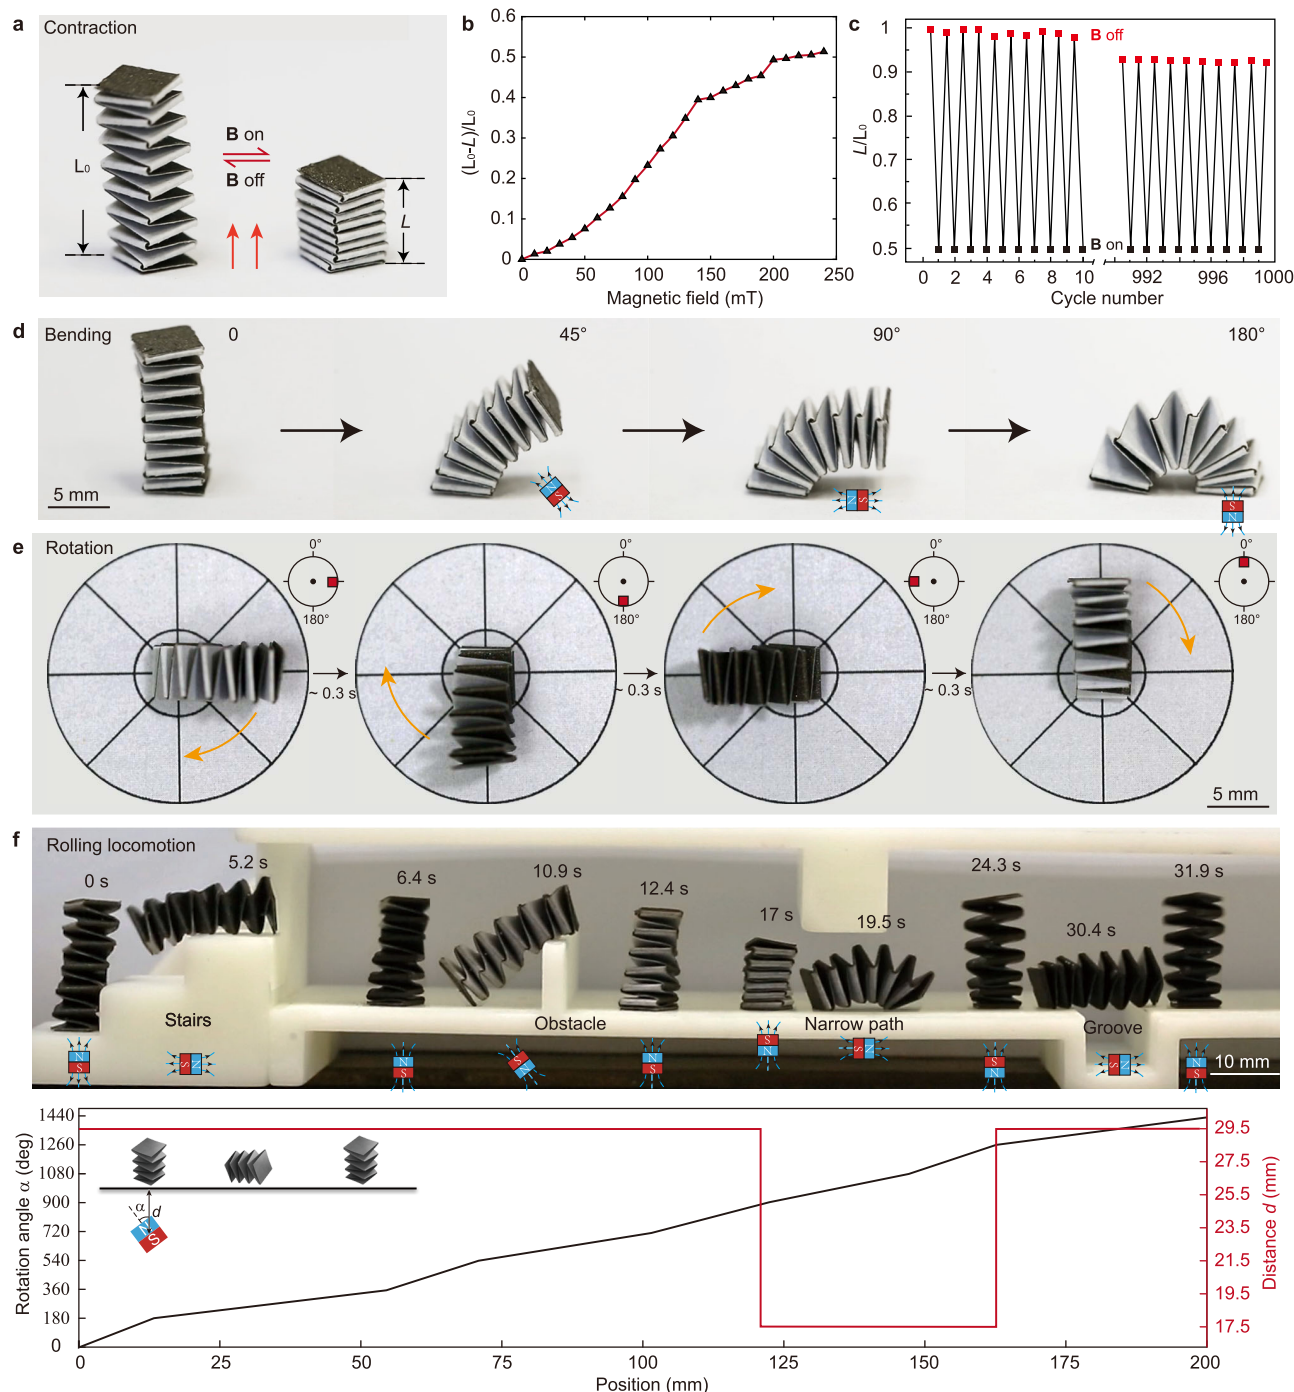 a Contraction
L₀
B on
B off
L
b
(L₀-L)/L₀
0.6
0.5
0.4
0.3
0.2
0.1
0
0 50 100 150 200 250
Magnetic field (mT)
c
L/L₀
1
0.9
0.8
0.7
0.6
0.5
B off
B on
0 2 4 6 8 10 992 996 1000
Cycle number
d Bending 0 45° 90° 180°
5 mm
N S
N S
S N
e Rotation
0° 0° 0° 0°
180° 180° 180° 180°
~ 0.3 s ~ 0.3 s ~ 0.3 s
5 mm
f Rolling locomotion
0 s 5.2 s 6.4 s 10.9 s 12.4 s 17 s 19.5 s 24.3 s 30.4 s 31.9 s
Stairs Obstacle Narrow path Groove
N S S N N S N S N S N S S N N S S N N S
10 mm
Rotation angle α (deg)
1440
1260
1080
900
720
540
360
180
0
α d
N S
29.5
27.5
25.5
23.5
21.5
19.5
17.5
Distance d (mm)
0 25 50 75 100 125 150 175 200
Position (mm)